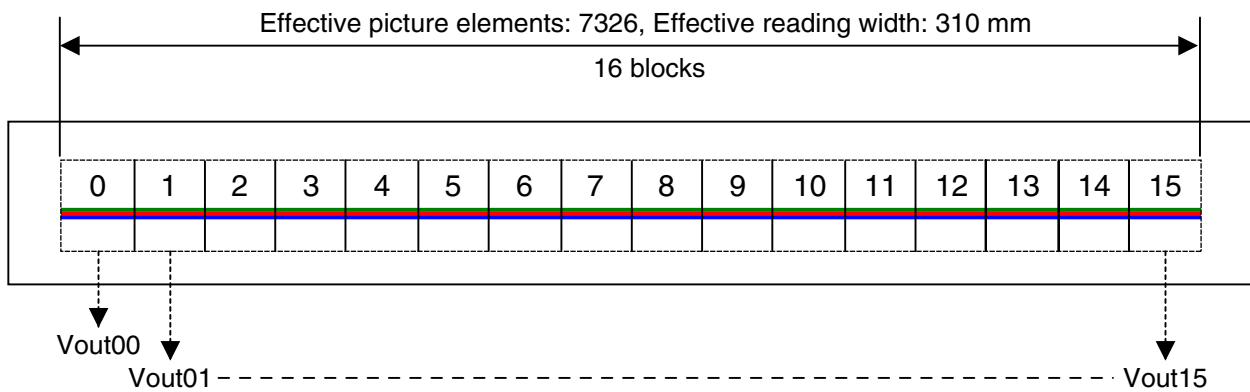 Effective picture elements: 7326, Effective reading width: 310 mm
16 blocks
0 1 2 3 4 5 6 7 8 9 10 11 12 13 14 15
Vout00
Vout01 Vout15